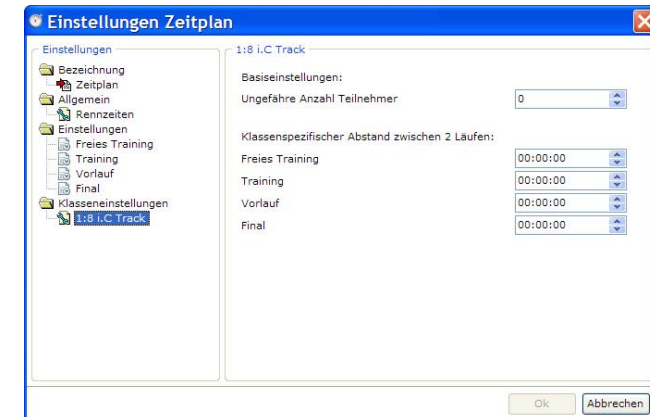 Einstellungen Zeitplan
Einstellungen
Bezeichnung
Zeitplan
Allgemein
Rennzeiten
Einstellungen
Freies Training
Training
Vorlauf
Final
Klasseneinstellungen
1:8 i.C Track
1:8 i.C Track
Basiseinstellungen:
Ungefähre Anzahl Teilnehmer 0
Klassenspezifischer Abstand zwischen 2 Läufen:
Freies Training 00:00:00
Training 00:00:00
Vorlauf 00:00:00
Final 00:00:00
Ok Abbrechen